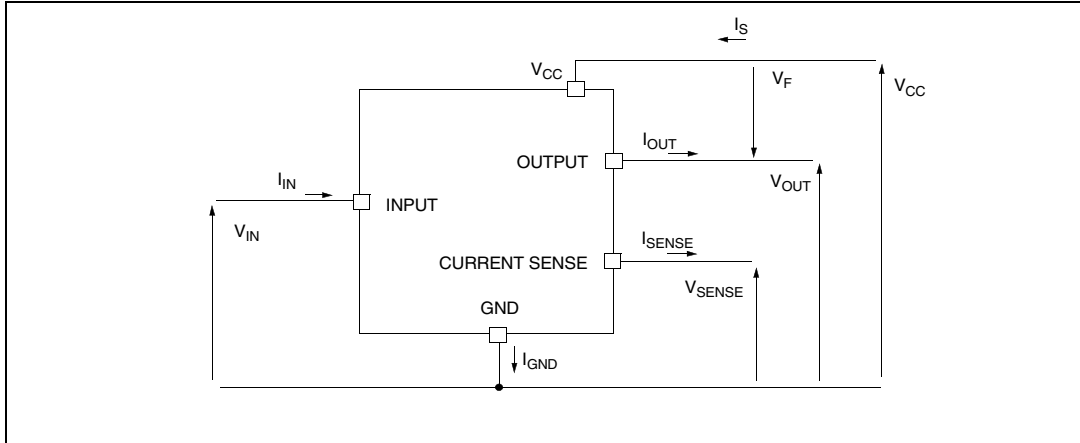 I_S
V_CC
V_F
V_CC
I_OUT
OUTPUT
V_OUT
I_IN
INPUT
V_IN
I_SENSE
CURRENT SENSE
V_SENSE
GND
I_GND